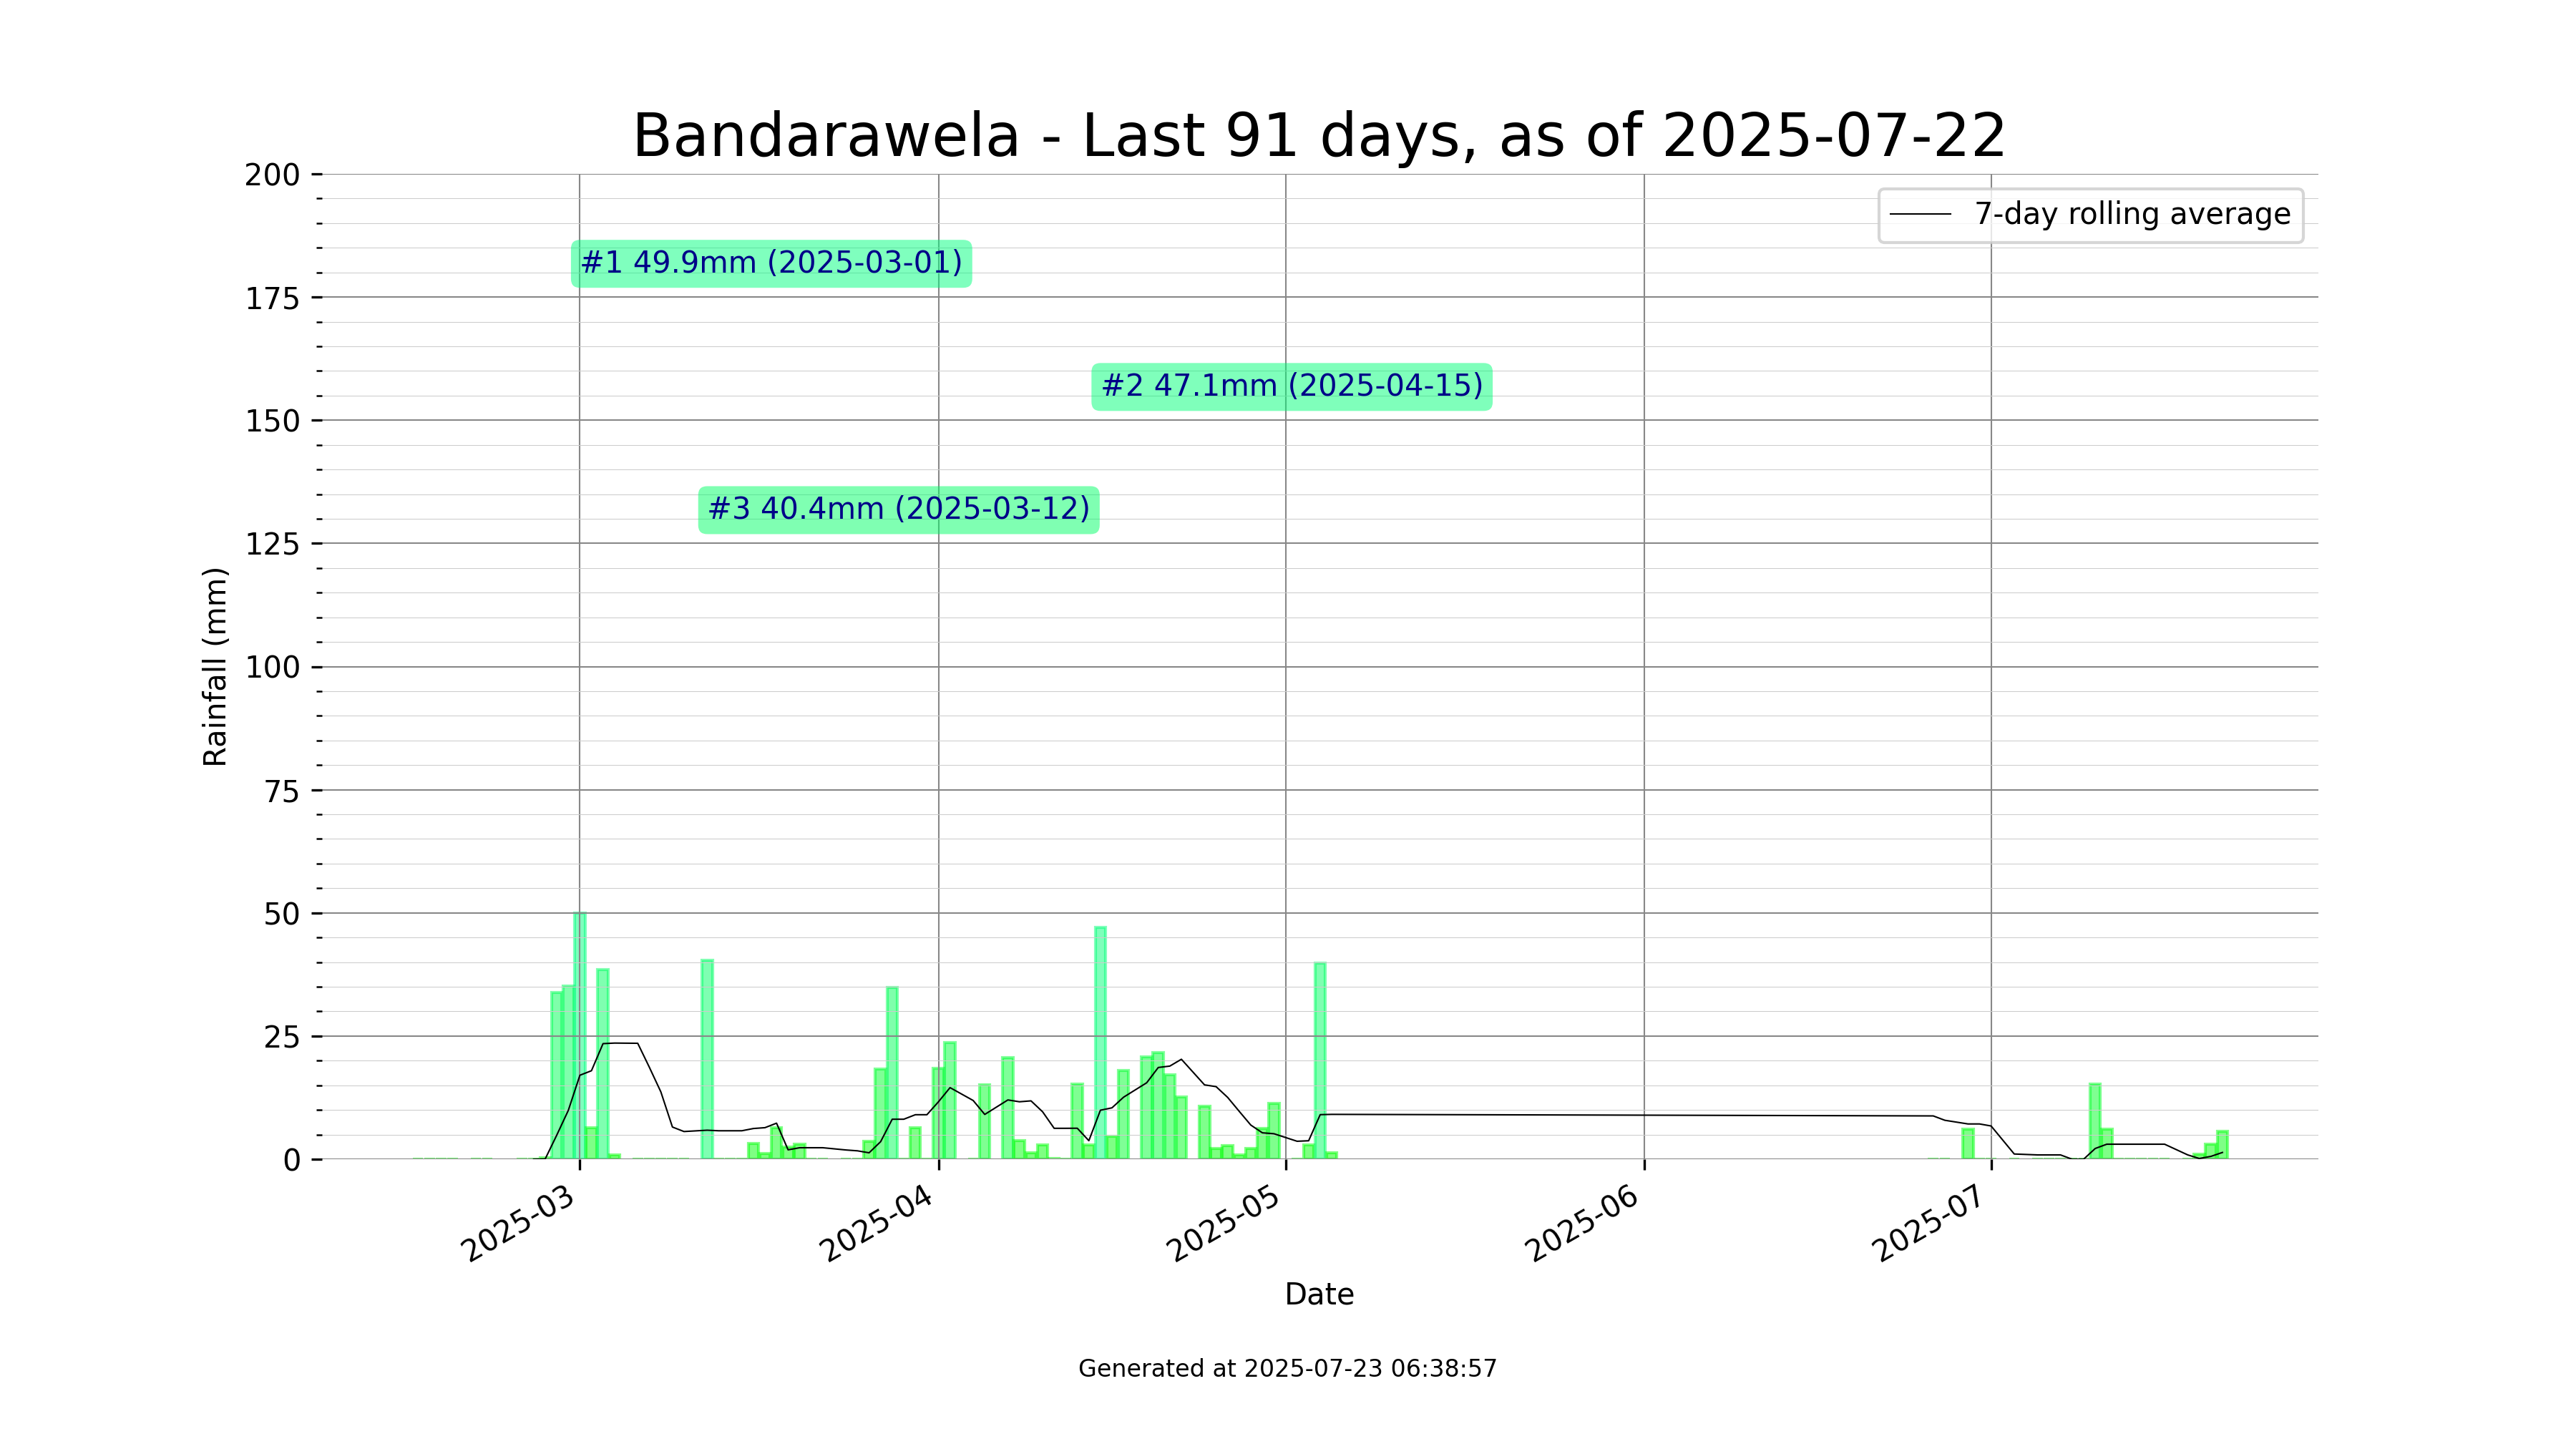 Bandarawela - Last 91 days, as of 2025-07-22
200
175
150
125
100
75
50
25
0
Rainfall (mm)
7-day rolling average
#1 49.9mm (2025-03-01)
#2 47.1mm (2025-04-15)
#3 40.4mm (2025-03-12)
2025-03
2025-04
2025-05
2025-06
2025-07
Date
Generated at 2025-07-23 06:38:57